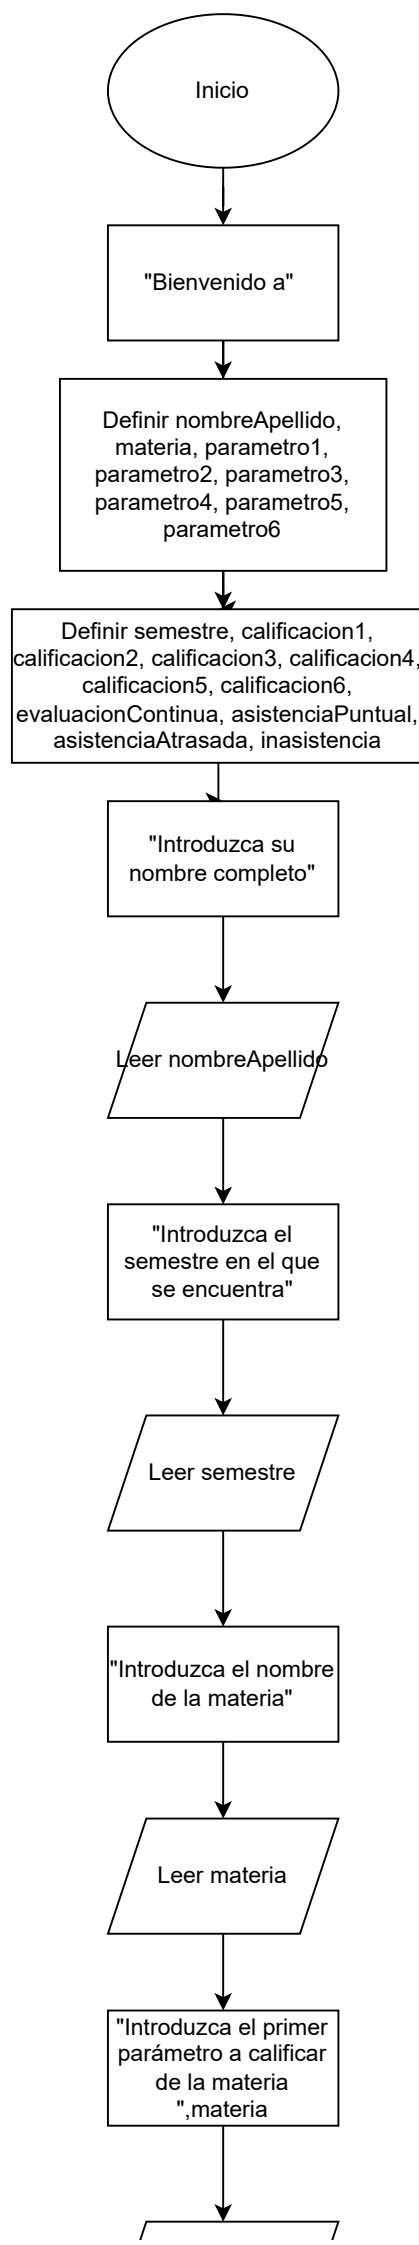 Inicio
"Bienvenido a"
Definir nombreApellido,
materia, parametro1,
parametro2, parametro3,
parametro4, parametro5,
parametro6
Definir semestre, calificacion1,
calificacion2, calificacion3, calificacion4,
calificacion5, calificacion6,
evaluacionContinua, asistenciaPuntual,
asistenciaAtrasada, inasistencia
"Introduzca su
nombre completo"
Leer nombreApellido
"Introduzca el
semestre en el que
se encuentra"
Leer semestre
"Introduzca el nombre
de la materia"
Leer materia
"Introduzca el primer
parámetro a calificar
de la materia
",materia